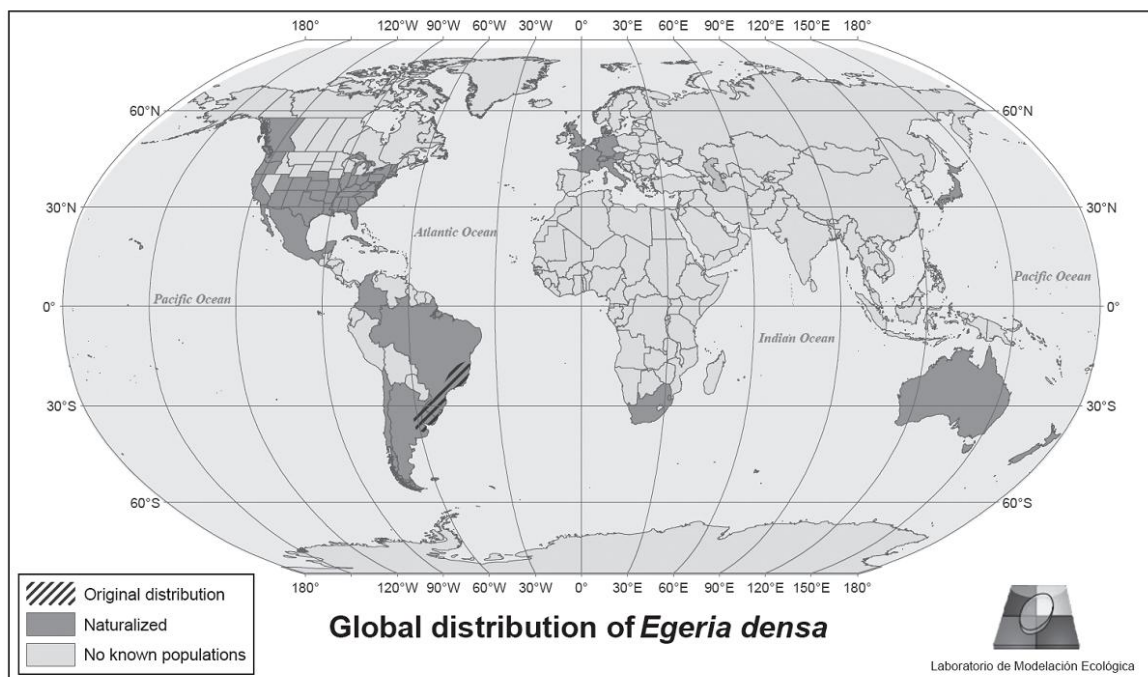 180° 120°W 90°W 60°W 30°W 0° 30°E 60°E 90°E 120°E 150°E 180°
60°N 60°N
30°N 30°N
Atlantic Ocean
Pacific Ocean Pacific Ocean
0° 0°
Indian Ocean
30°S 30°S
60°S 60°S
180° 120°W 90°W 60°W 30°W 0° 30°E 60°E 90°E 120°E 150°E 180°
Original distribution
Naturalized
No known populations
Global distribution of Egeria densa
Laboratorio de Modelación Ecológica